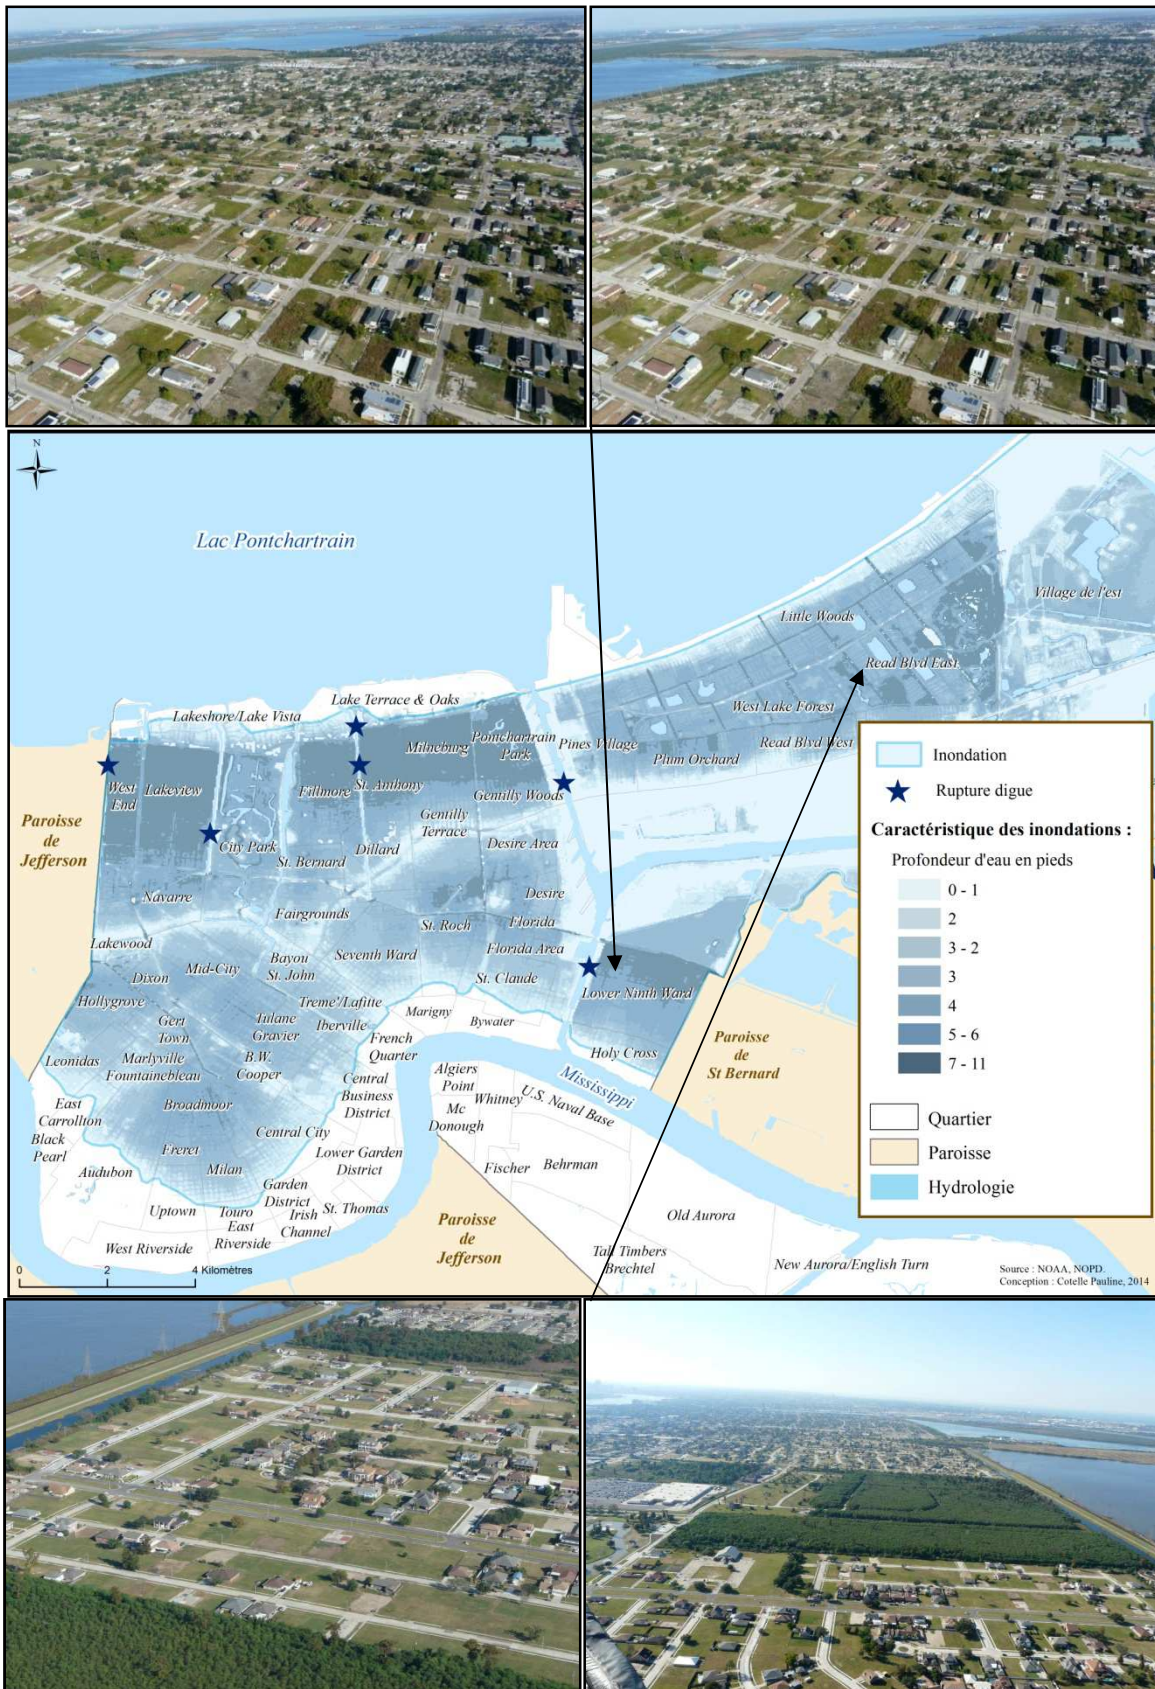 N
Lac Pontchartrain
Village de l'est
Little Woods
Read Blvd East
Lake Terrace & Oaks
Lakeshore/Lake Vista
West Lake Forest
Milneburg
Pontchartrain
Park
Pines Village
Read Blvd West
Plum Orchard
West
End
Lakeview
Fillmore
St. Anthony
Gentilly Woods
Paroisse
de
Jefferson
City Park
Gentilly
Terrace
St. Bernard
Dillard
Desire Area
Navarre
Desire
Fairgrounds
St. Roch
Florida
Lakewood
Mid-City
Bayou
St. John
Seventh Ward
Florida Area
Dixon
St. Claude
Lower Ninth Ward
Hollygrove
Treme'/Lafitte
Gert
Town
Tulane
Gravier
Iberville
Marigny
Bywater
French
Quarter
Holy Cross
Paroisse
de
St Bernard
Leonidas
Marlyville
Fountainebleau
B.W.
Cooper
Algiers
Point
Mississippi
Central
Business
District
Whitney
U.S. Naval Base
East
Carrollton
Broadmoor
Mc
Donough
Black
Pearl
Central City
Freret
Lower Garden
District
Audubon
Milan
Fischer
Behrman
Garden
District
Uptown
Touro
Irish
Channel
St. Thomas
Old Aurora
East
Riverside
Paroisse
de
Jefferson
West Riverside
Tall Timbers
Brechtel
New Aurora/English Turn
0 2 4 Kilomètres
Inondation
Rupture digue
Caractéristique des inondations :
Profondeur d'eau en pieds
0 - 1
2
3 - 2
3
4
5 - 6
7 - 11
Quartier
Paroisse
Hydrologie
Source : NOAA, NOPD.
Conception : Cotelle Pauline, 2014